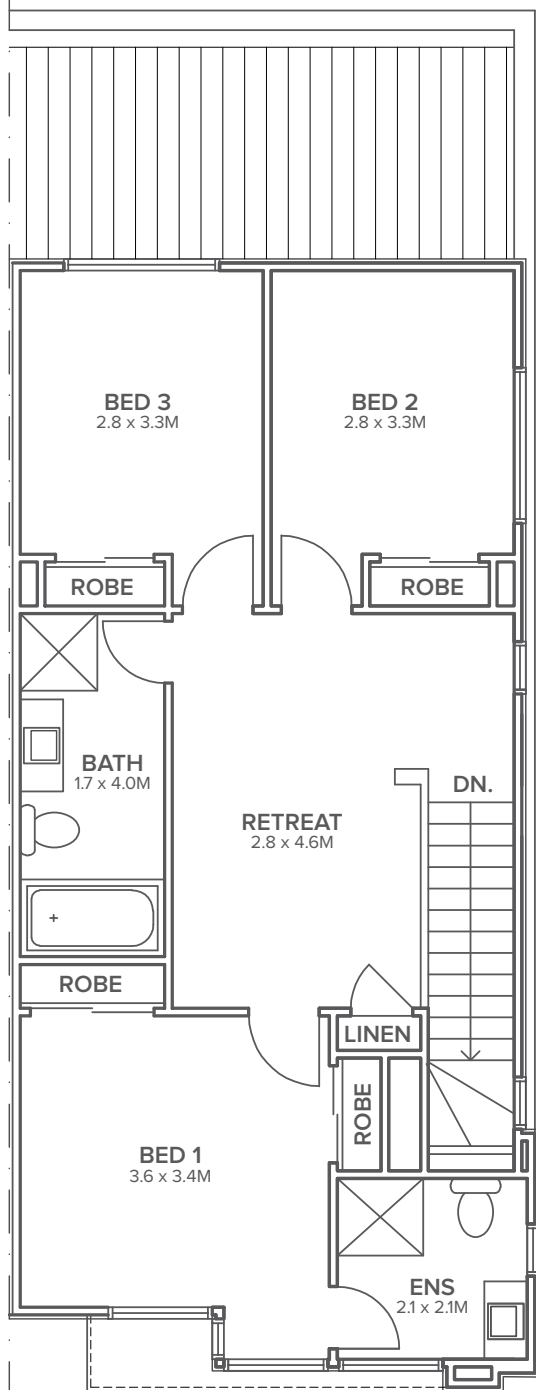 BED 3
2.8 x 3.3M
BED 2
2.8 x 3.3M
ROBE
ROBE
BATH
1.7 x 4.0M
DN.
RETREAT
2.8 x 4.6M
ROBE
LINEN
ROBE
BED 1
3.6 x 3.4M
ENS
2.1 x 2.1M